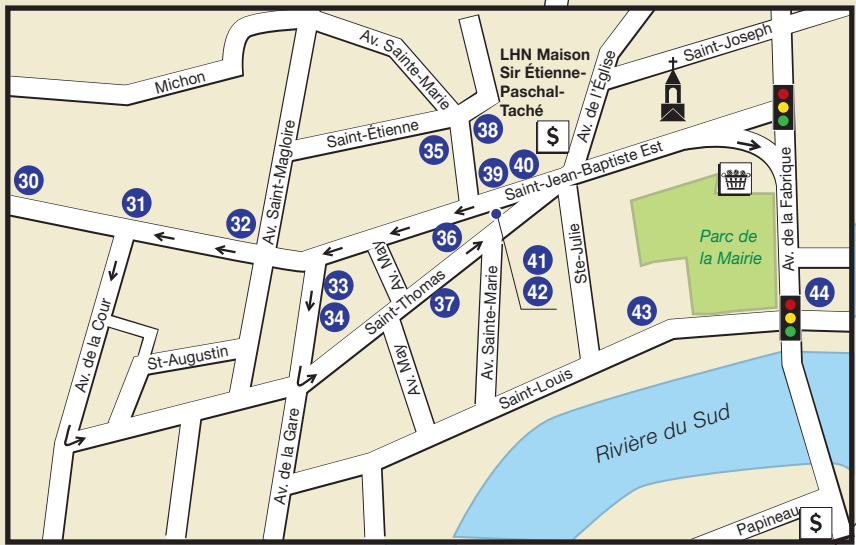 Michon
Av. Sainte-Marie
LHN Maison
Sir Étienne-
Paschal-
Taché
$
Av. de l'Église
Saint-Joseph
Saint-Étienne
38
35
39
40
Saint-Jean-Baptiste Est
30
31
32
Av. Saint-Magloire
36
Av. May
Saint-Thomas
33
34
37
41
42
Av. Sainte-Marie
Ste-Julie
Parc de
la Mairie
Av. de la Fabrique
43
44
Av. de la Cour
St-Augustin
Av. May
Saint-Louis
Av. de la Gare
Rivière du Sud
Papineau
$